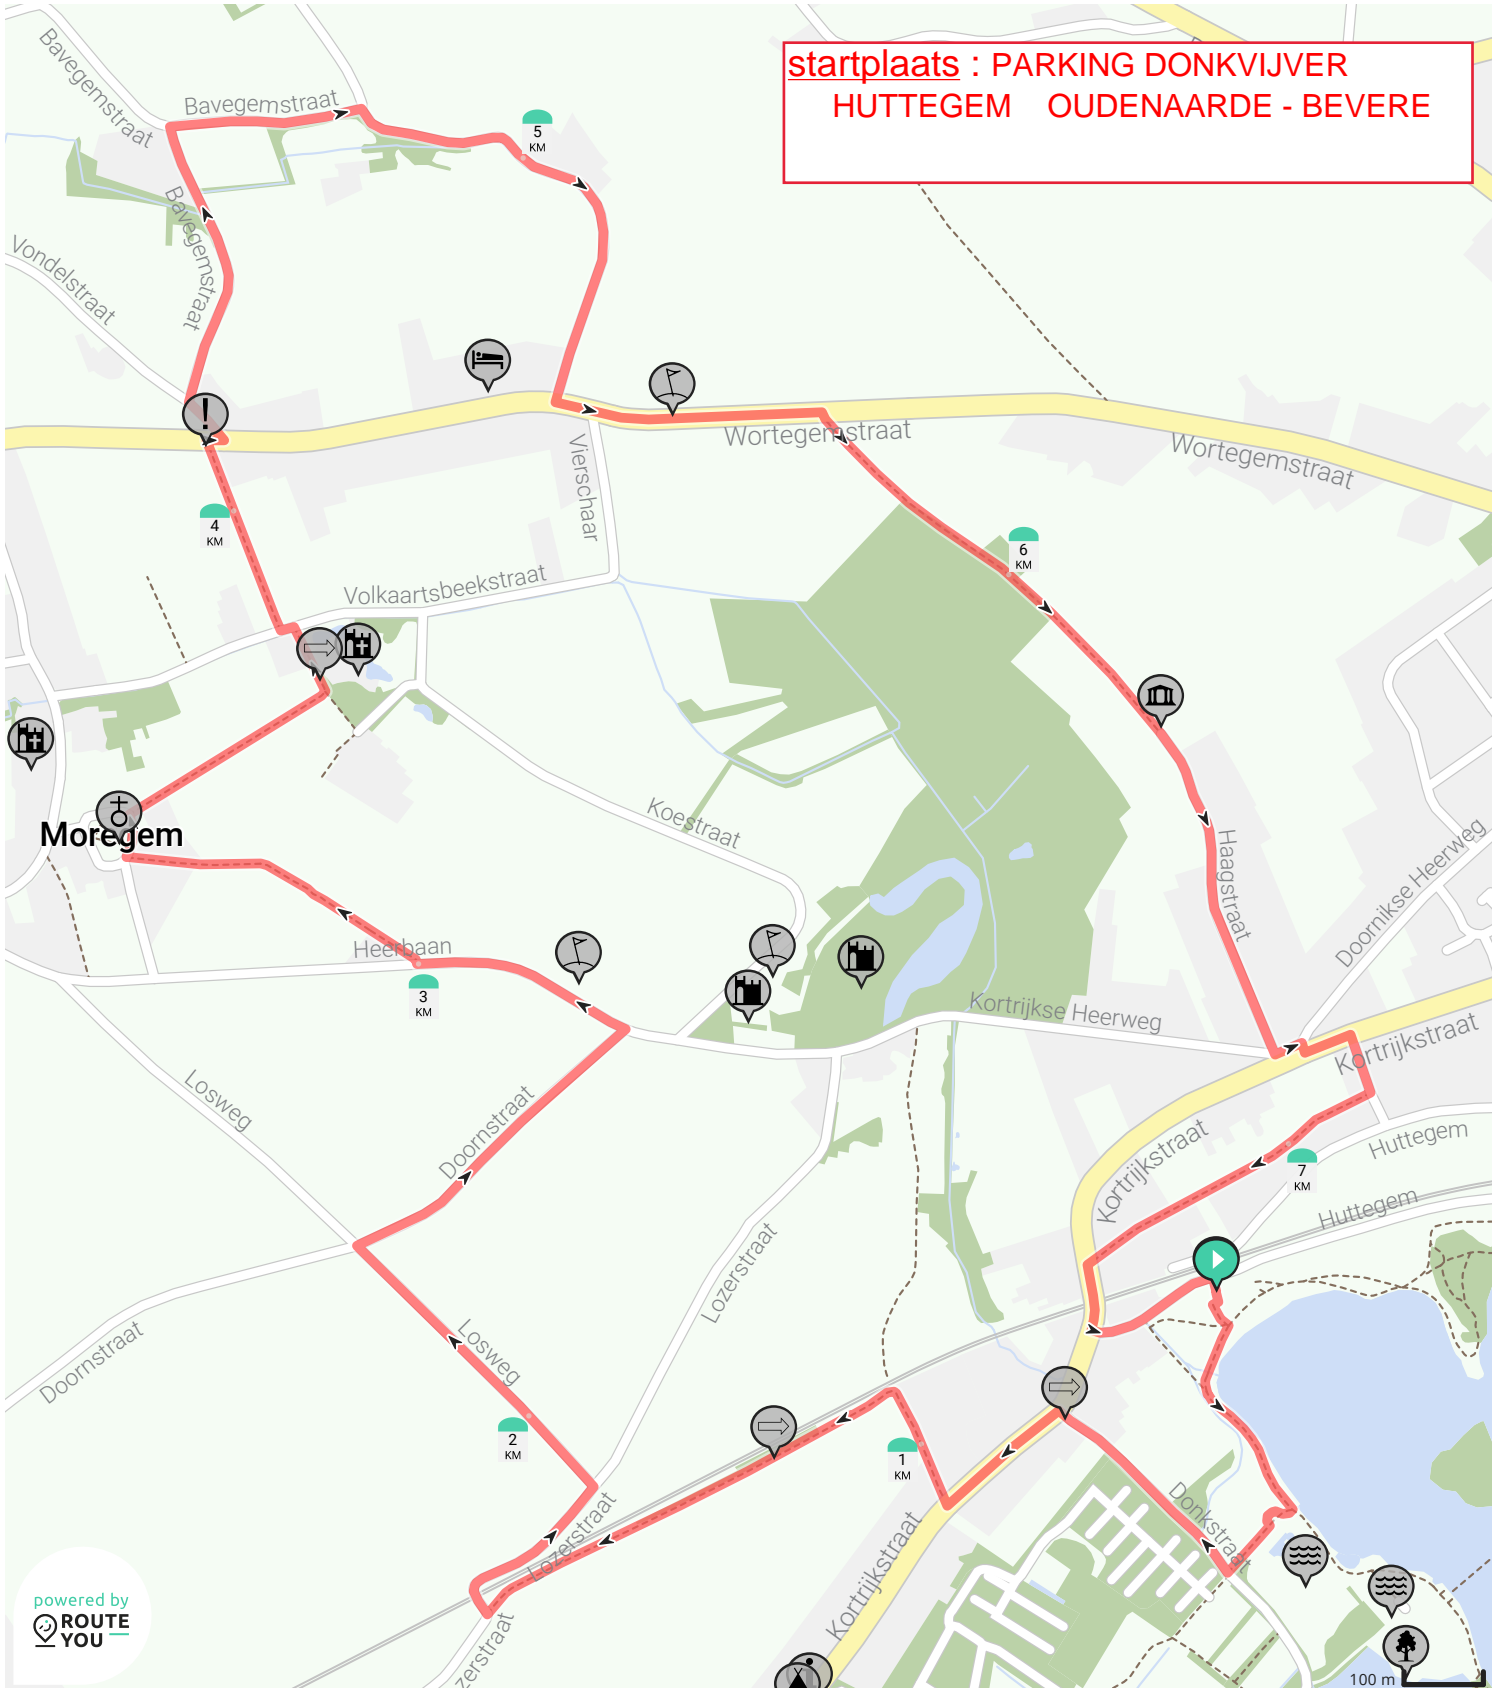 startplaats : PARKING DONKVIJVER
HUTTEGEM OUDENAARDE - BEVERE
Bavegemstraat
Bavegemstraat
5
KM
Bavegemstraat
Vondelstraat
Wortegemstraat
Wortegemstraat
Vierschaar
4
KM
6
KM
Volkaartsbeekstraat
Moregem
Koestraat
Haagstraat
Doornikse Heerweg
Heerbaan
3
KM
Kortrijkse Heerweg
Kortrijkstraat
Losweg
Doornstraat
Kortrijkstraat
Huttegem
7
KM
Huttegem
Lozerstraat
Doornstraat
Losweg
2
KM
1
KM
Lozerstraat
Donkstraat
Kortrijkstraat
zerstraat
powered by
ROUTE
YOU
100 m